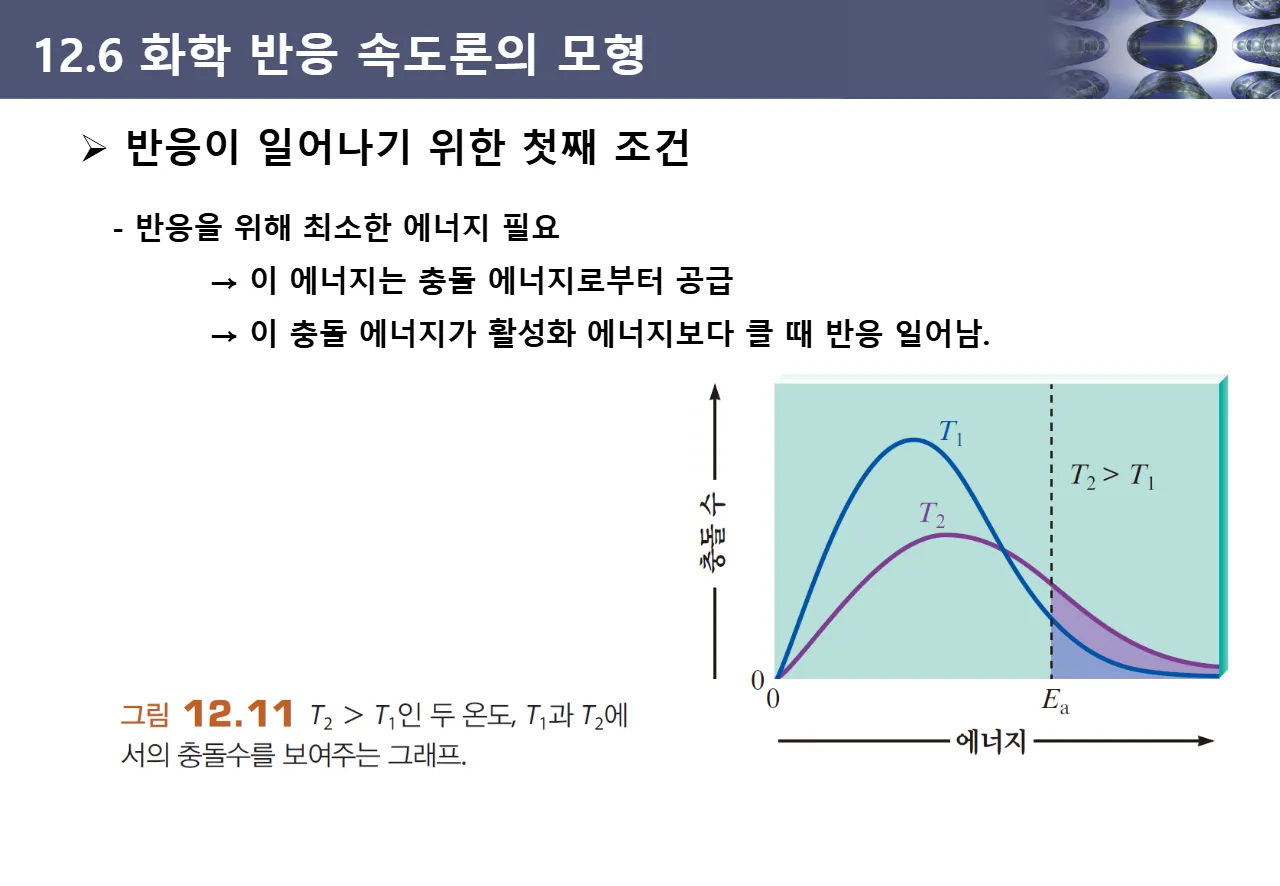 12.6 화학 반응 속도론의 모형
➢ 반응이 일어나기 위한 첫째 조건
- 반응을 위해 최소한 에너지 필요
→ 이 에너지는 충돌 에너지로부터 공급
→ 이 충돌 에너지가 활성화 에너지보다 클 때 반응 일어남.
T₁
T₂ > T₁
T₂
충돌 수
0
0
Eₐ
에너지
그림 12.11 T₂ > T₁인 두 온도, T₁과 T₂에
서의 충돌수를 보여주는 그래프.